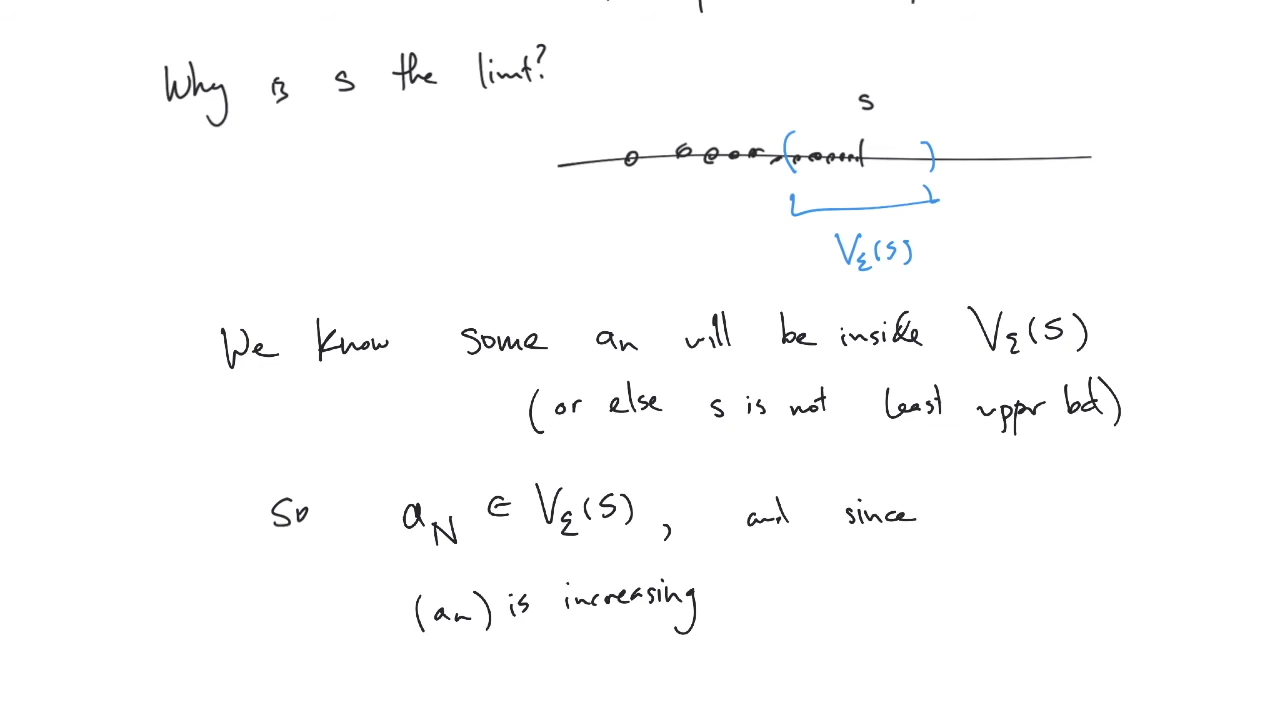 Why is s the limit?
s
Vε(s)
We know some an will be inside Vε(s)
(or else s is not least uppr bd)
So aN ∈ Vε(s), and since
(an) is increasing